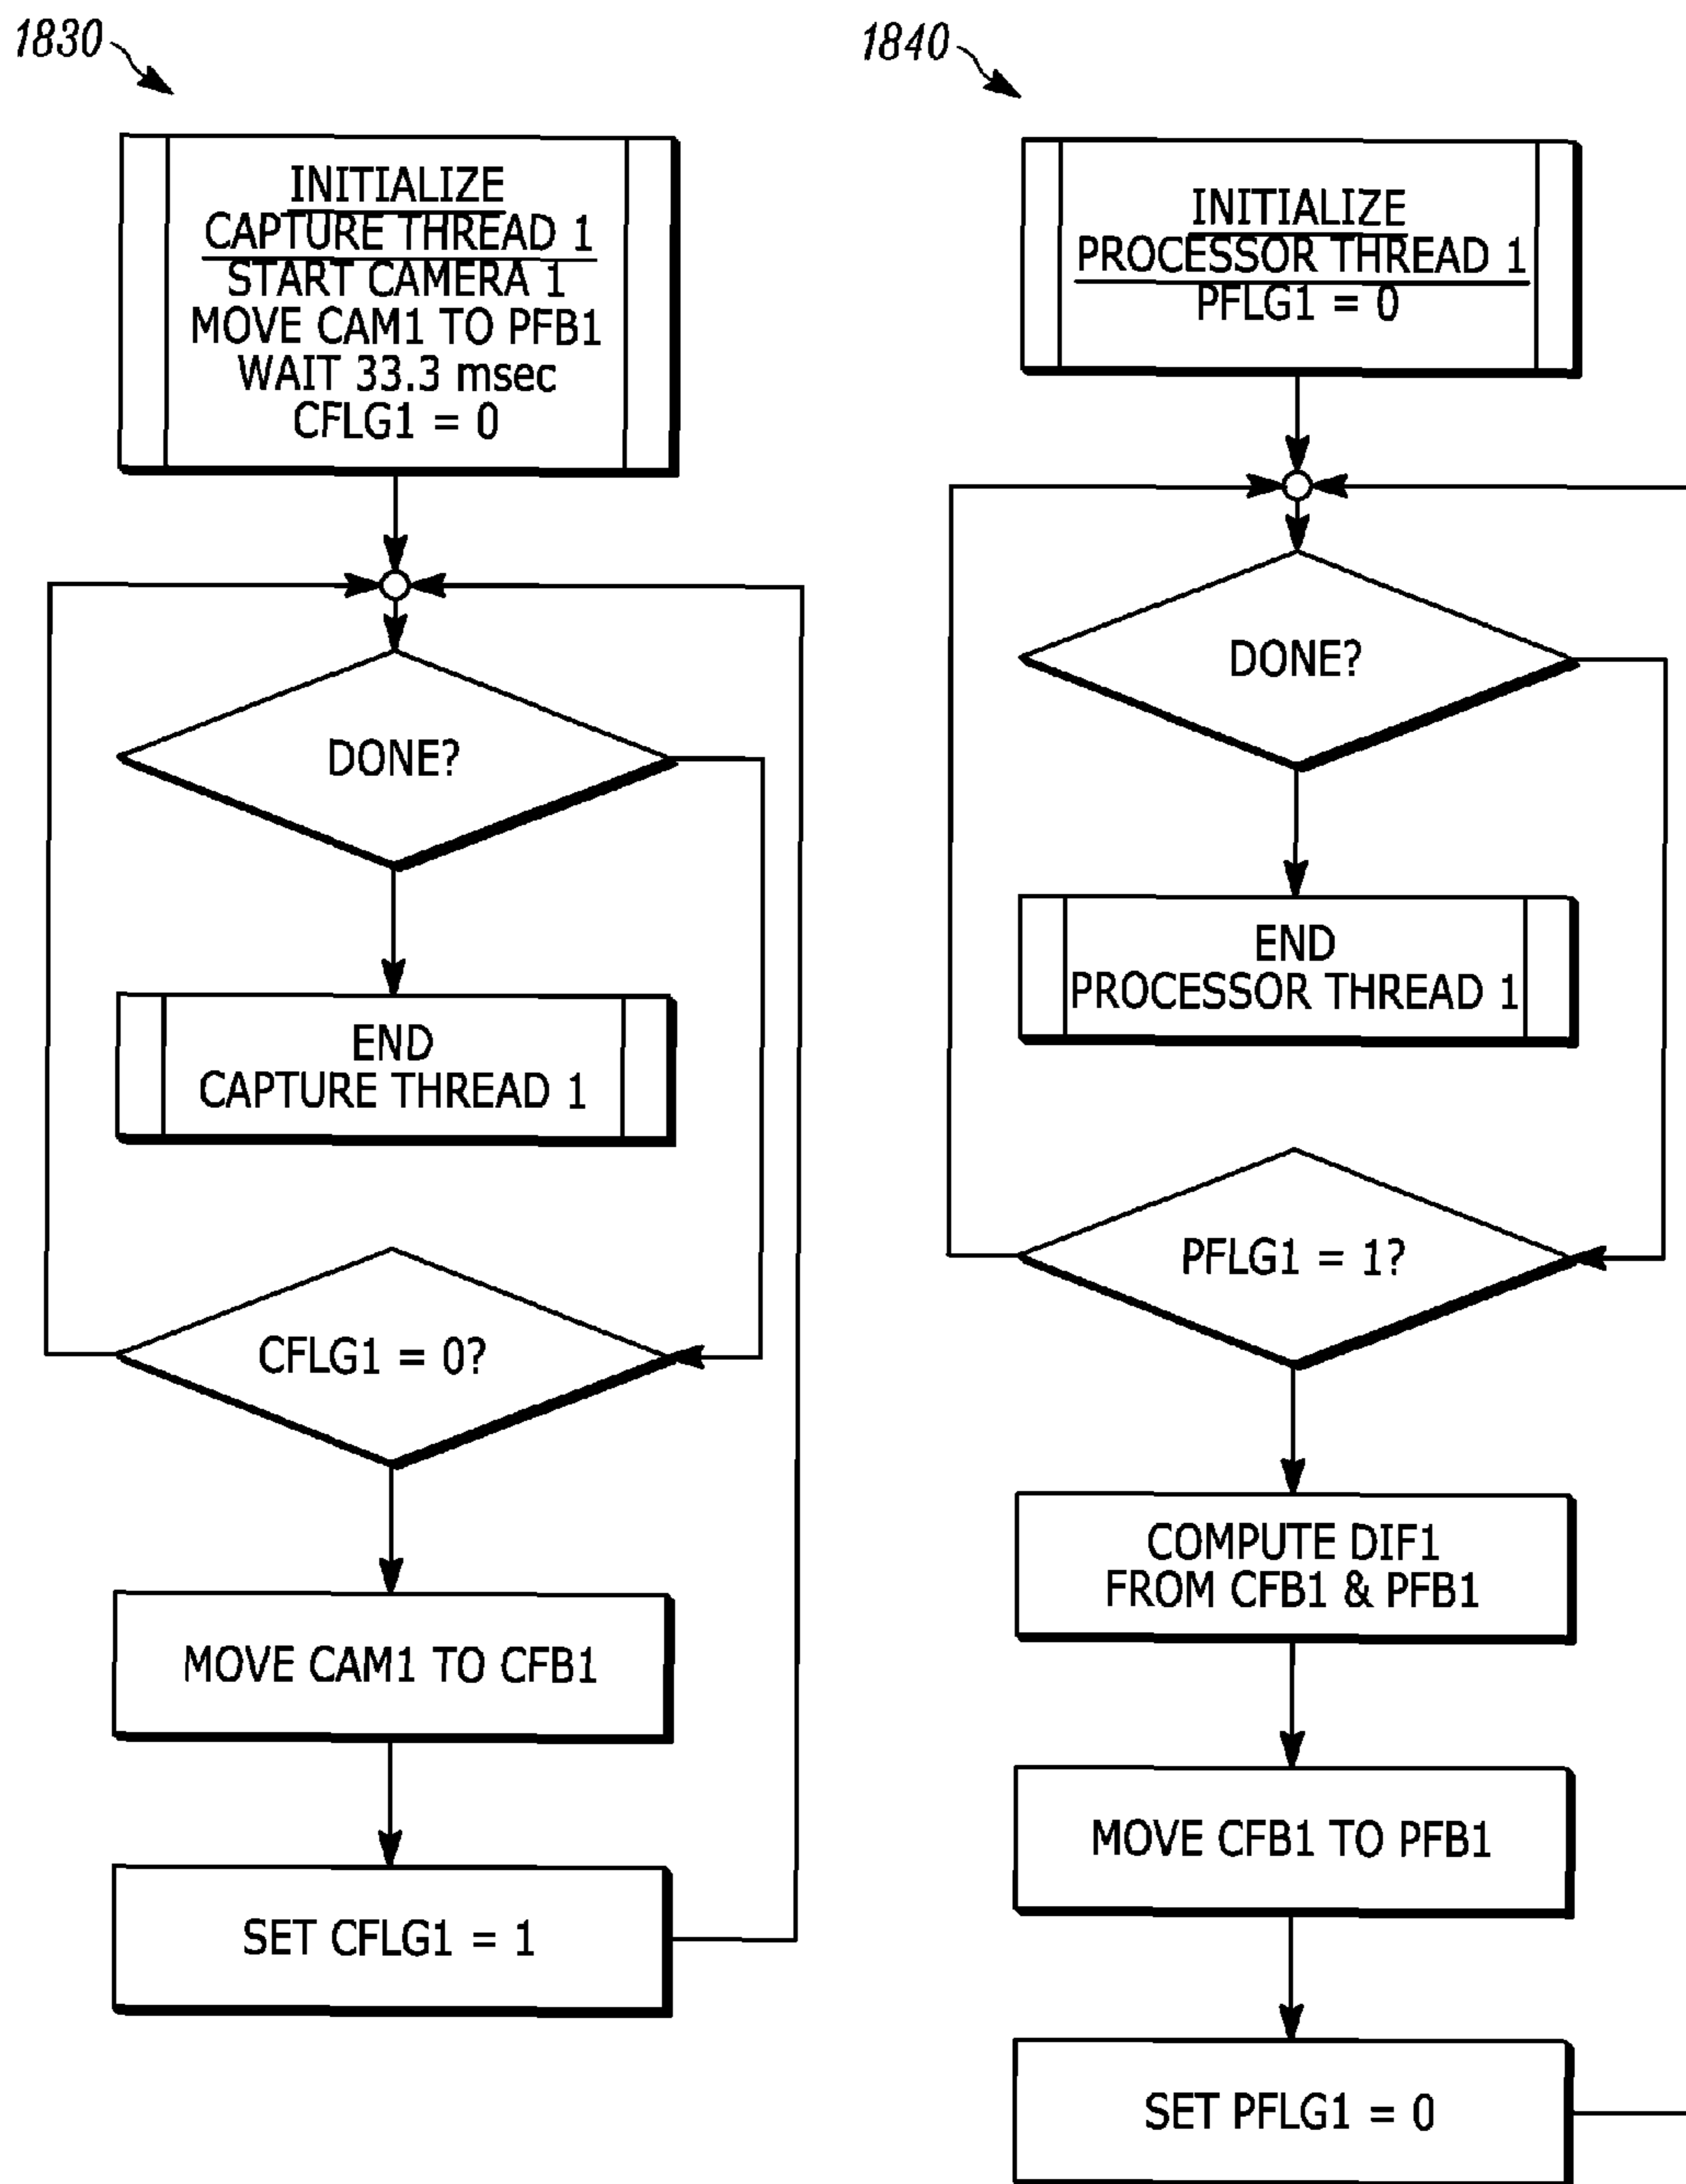 1830
INITIALIZE
CAPTURE THREAD 1
START CAMERA 1
MOVE CAM1 TO PFB1
WAIT 33.3 msec
CFLG1 = 0
DONE?
END
CAPTURE THREAD 1
CFLG1 = 0?
MOVE CAM1 TO CFB1
SET CFLG1 = 1
1840
INITIALIZE
PROCESSOR THREAD 1
PFLG1 = 0
DONE?
END
PROCESSOR THREAD 1
PFLG1 = 1?
COMPUTE DIF1
FROM CFB1 & PFB1
MOVE CFB1 TO PFB1
SET PFLG1 = 0